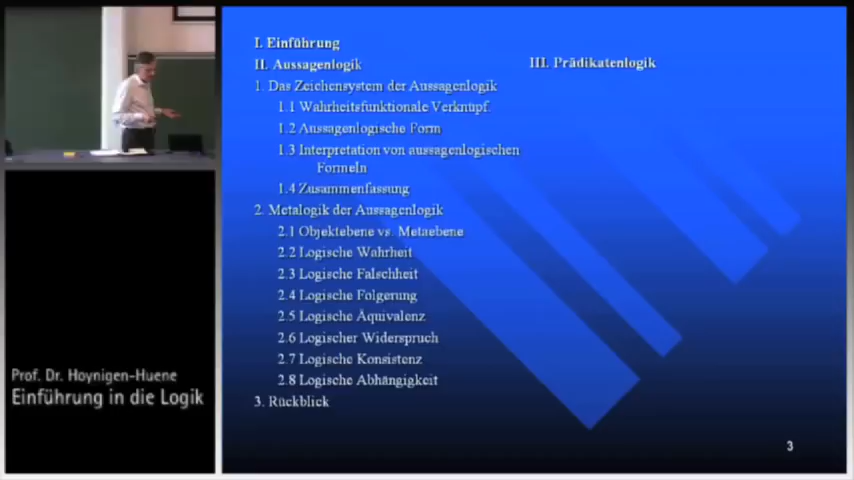 I. Einführung
II. Aussagenlogik
1. Das Zeichensystem der Aussagenlogik
1.1 Wahrheitsfunktionale Verknüpf.
1.2 Aussagenlogische Form
1.3 Interpretation von aussagenlogischen
Formeln
1.4 Zusammenfassung
2. Metalogik der Aussagenlogik
2.1 Objektebene vs. Metaebene
2.2 Logische Wahrheit
2.3 Logische Falschheit
2.4 Logische Folgerung
2.5 Logische Äquivalenz
2.6 Logischer Widerspruch
2.7 Logische Konsistenz
2.8 Logische Abhängigkeit
3. Rückblick
III. Prädikatenlogik
3
Prof. Dr. Hoynigen-Huene
Einführung in die Logik